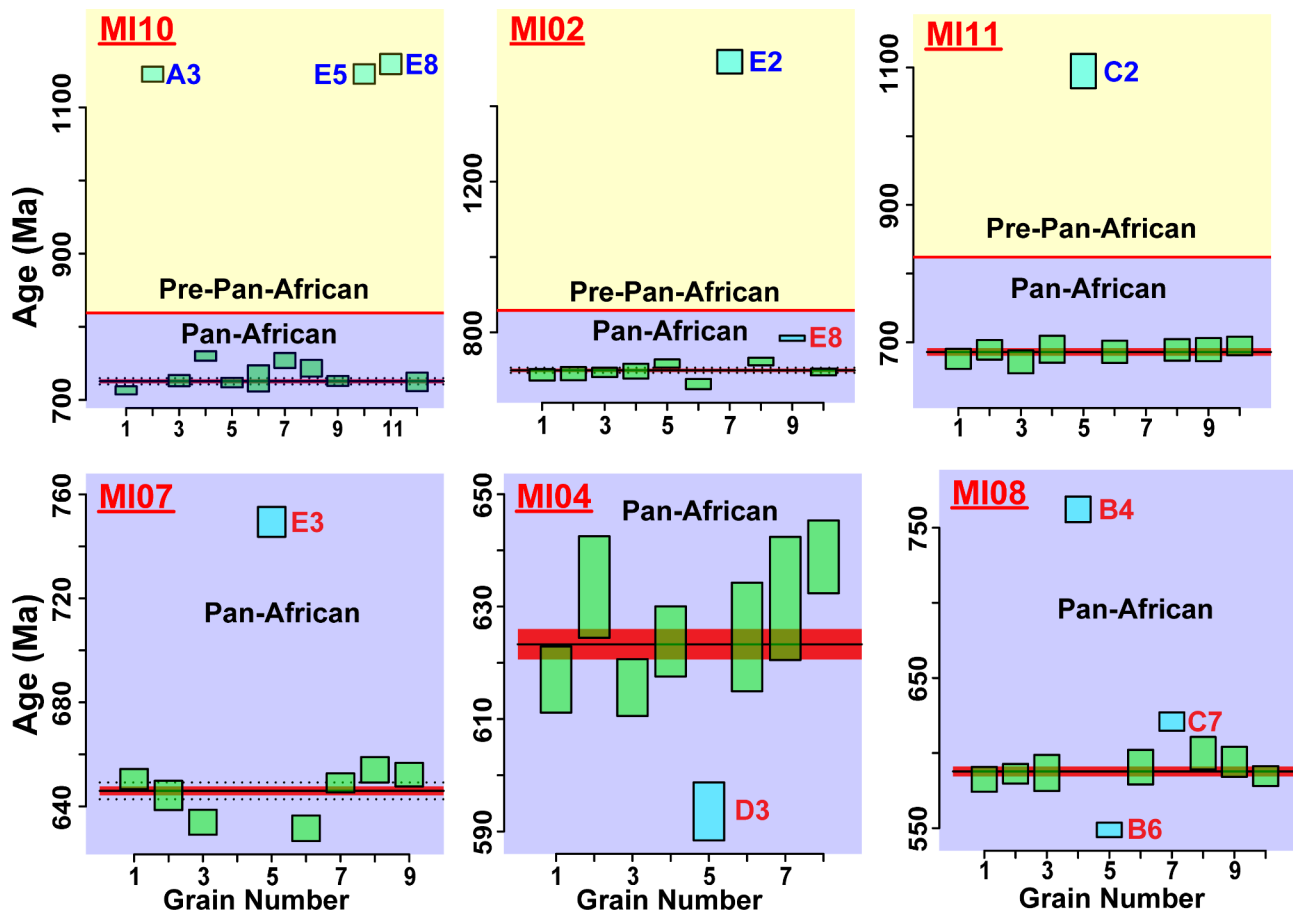 MI10
A3
E5
E8
Pre-Pan-African
Pan-African
Age (Ma)
1100
900
700
1 3 5 7 9 11
MI02
E2
Pre-Pan-African
Pan-African
E8
1200
800
1 3 5 7 9
MI11
C2
Pre-Pan-African
Pan-African
1100
900
700
1 3 5 7 9
MI07
E3
Pan-African
Age (Ma)
760
720
680
640
1 3 5 7 9
Grain Number
MI04
Pan-African
D3
650
630
610
590
1 3 5 7
Grain Number
MI08
B4
Pan-African
C7
B6
750
650
550
1 3 5 7 9
Grain Number